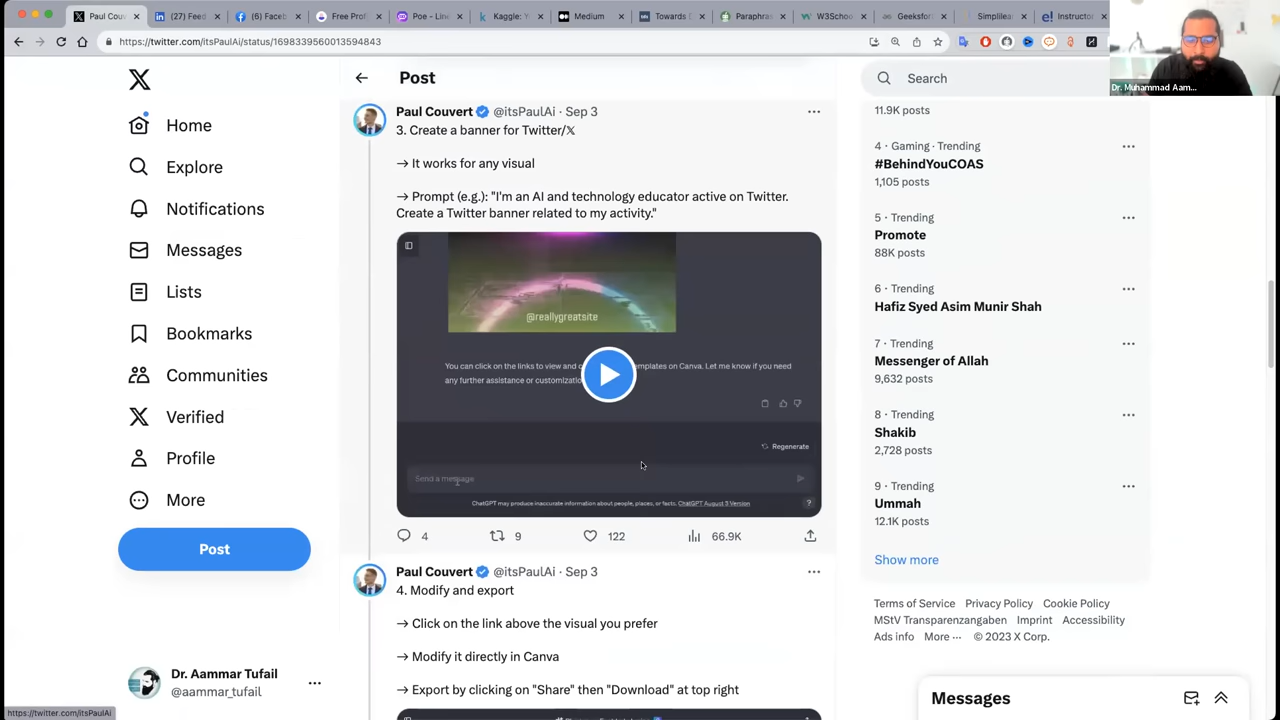 Paul Cou
(27) Feed
(6) Faceb
Free Prof
Poe - Line
Kaggle: Y
Medium
Towards D
Paraphras
W3Schoo
Geeksfor
Simplilea
Instructor
https://twitter.com/itsPaulAi/status/1698339560013594843
Dr. Muhammad Aam...
Home
Explore
Notifications
Messages
Lists
Bookmarks
Communities
Verified
Profile
More
Post
Dr. Aammar Tufail
@aammar_tufail
https://twitter.com/itsPaulAi
Post
Paul Couvert @itsPaulAi · Sep 3
3. Create a banner for Twitter/𝕏
→ It works for any visual
→ Prompt (e.g.): "I'm an AI and technology educator active on Twitter.
Create a Twitter banner related to my activity."
@reallygreatsite
You can click on the links to view and c emplates on Canva. Let me know if you need
any further assistance or customizatio
Regenerate
Send a message
ChatGPT may produce inaccurate information about people, places, or facts. ChatGPT August 3 Version
?
4
9
122
66.9K
Paul Couvert @itsPaulAi · Sep 3
4. Modify and export
→ Click on the link above the visual you prefer
→ Modify it directly in Canva
→ Export by clicking on "Share" then "Download" at top right
Search
11.9K posts
4 · Gaming · Trending
#BehindYouCOAS
1,105 posts
5 · Trending
Promote
88K posts
6 · Trending
Hafiz Syed Asim Munir Shah
7 · Trending
Messenger of Allah
9,632 posts
8 · Trending
Shakib
2,728 posts
9 · Trending
Ummah
12.1K posts
Show more
Terms of Service Privacy Policy Cookie Policy
MStV Transparenzangaben Imprint Accessibility
Ads info More ··· © 2023 X Corp.
Messages